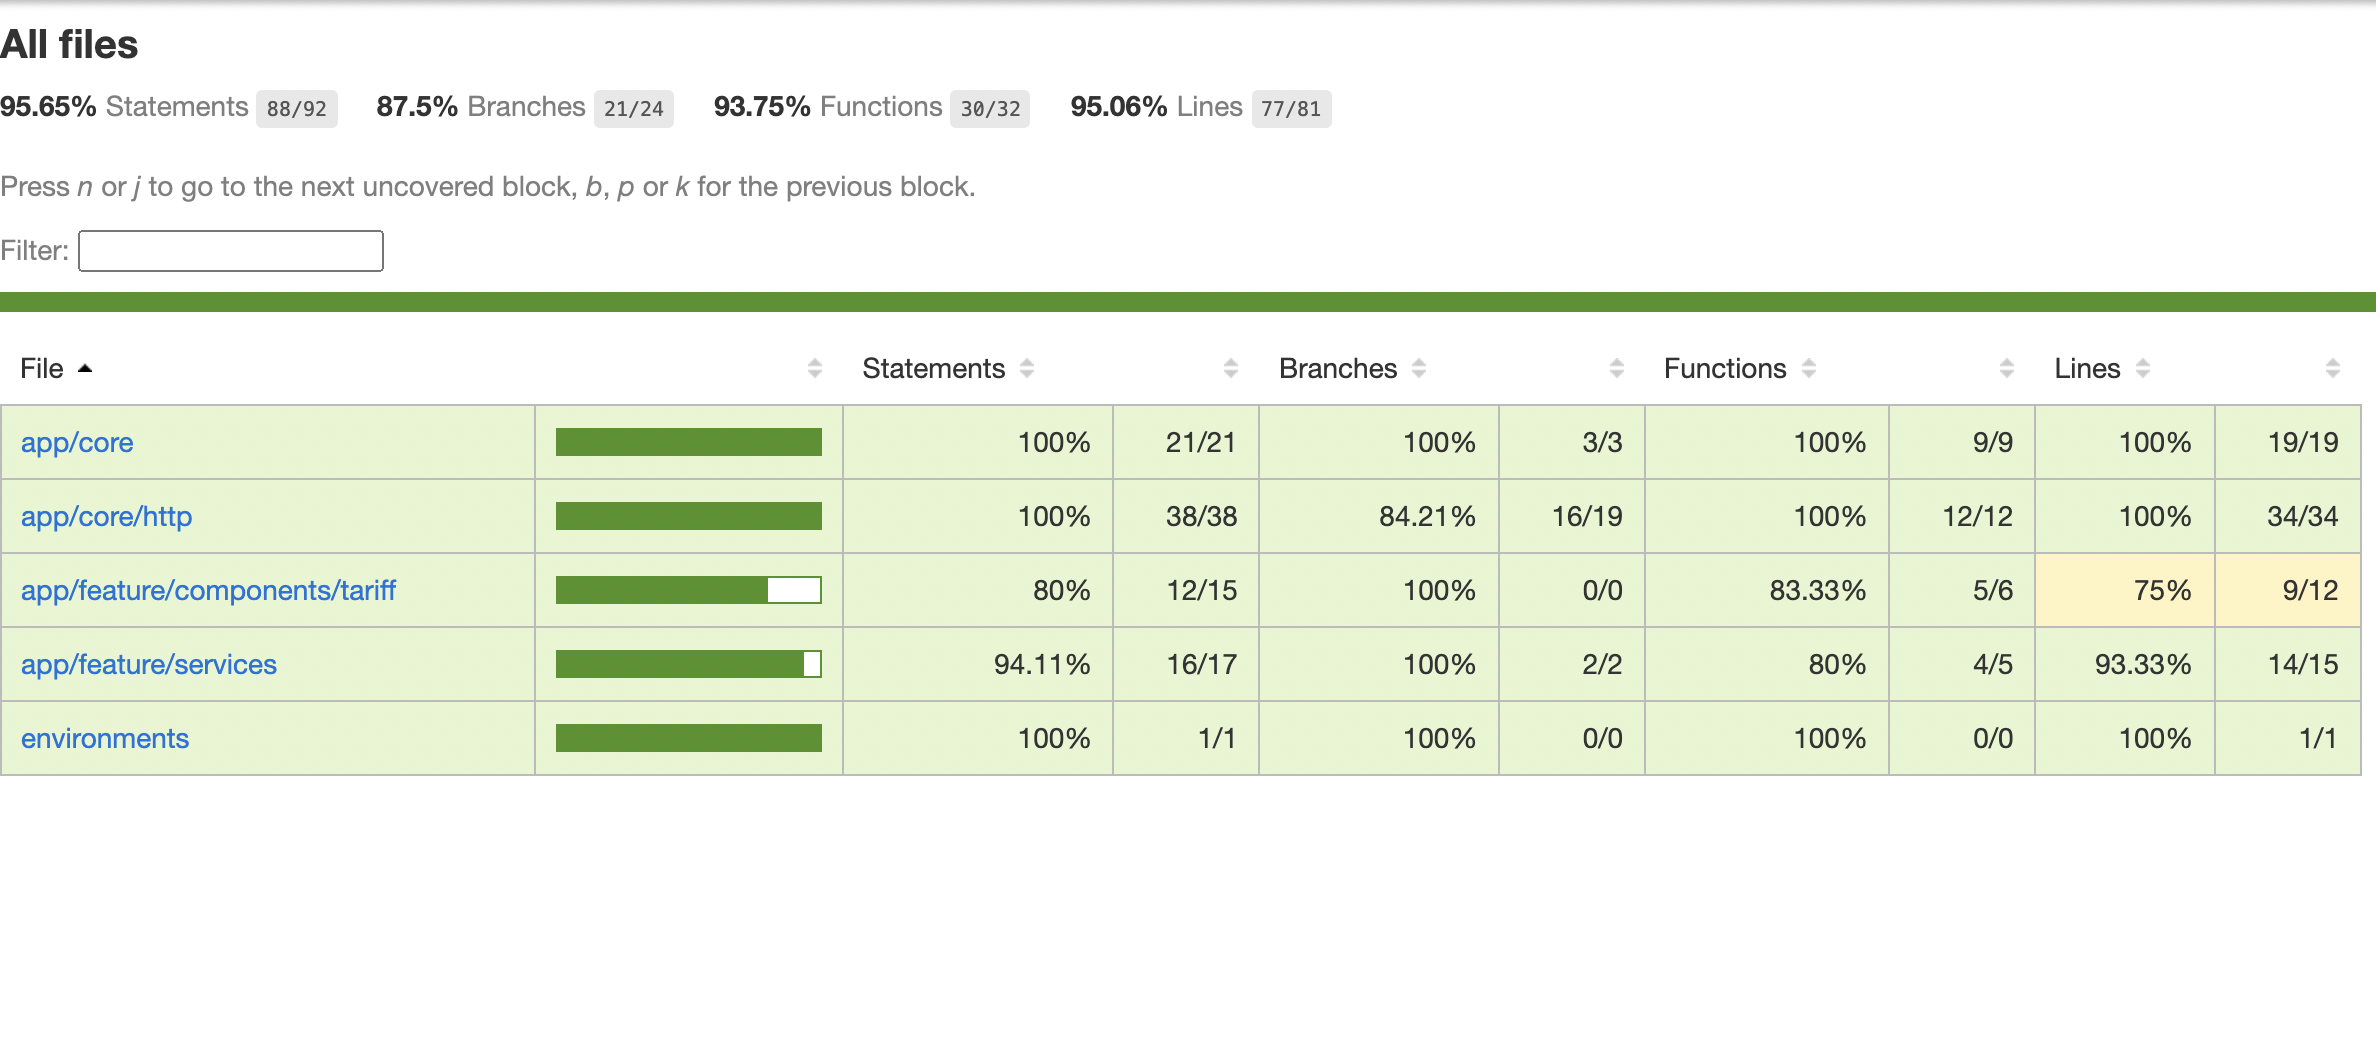 All files
95.65% Statements 88/92 87.5% Branches 21/24 93.75% Functions 30/32 95.06% Lines 77/81
Press n or j to go to the next uncovered block, b, p or k for the previous block.
Filter:
File Statements Branches Functions Lines
app/core 100% 21/21 100% 3/3 100% 9/9 100% 19/19
app/core/http 100% 38/38 84.21% 16/19 100% 12/12 100% 34/34
app/feature/components/tariff 80% 12/15 100% 0/0 83.33% 5/6 75% 9/12
app/feature/services 94.11% 16/17 100% 2/2 80% 4/5 93.33% 14/15
environments 100% 1/1 100% 0/0 100% 0/0 100% 1/1